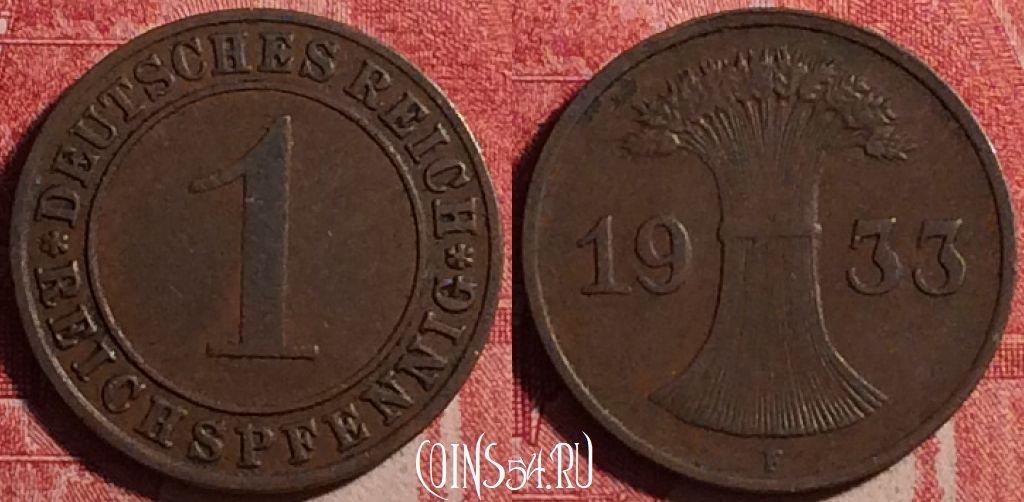 *DEUTSCHES REICH*
REICHSPFENNIG
1
19 33
F
COINS54.RU